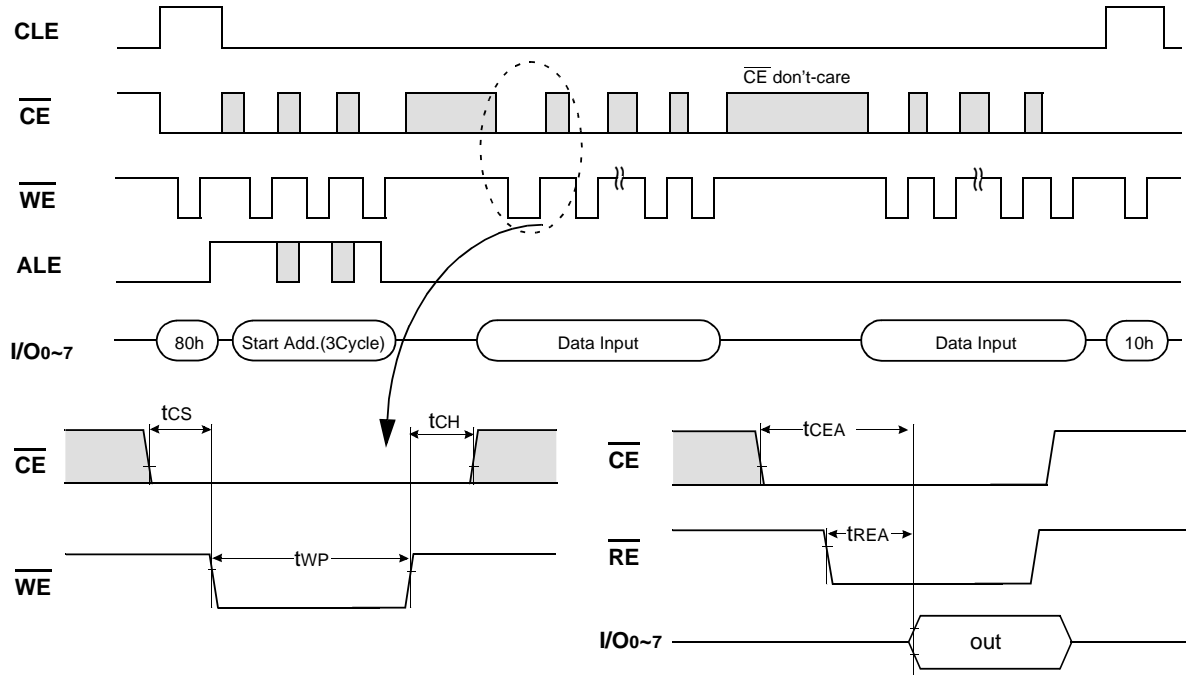 CLE
CE don't-care
CE
WE
ALE
I/O0~7
80h
Start Add.(3Cycle)
Data Input
Data Input
10h
tCS
tCH
CE
tWP
WE
tCEA
CE
tREA
RE
I/O0~7
out